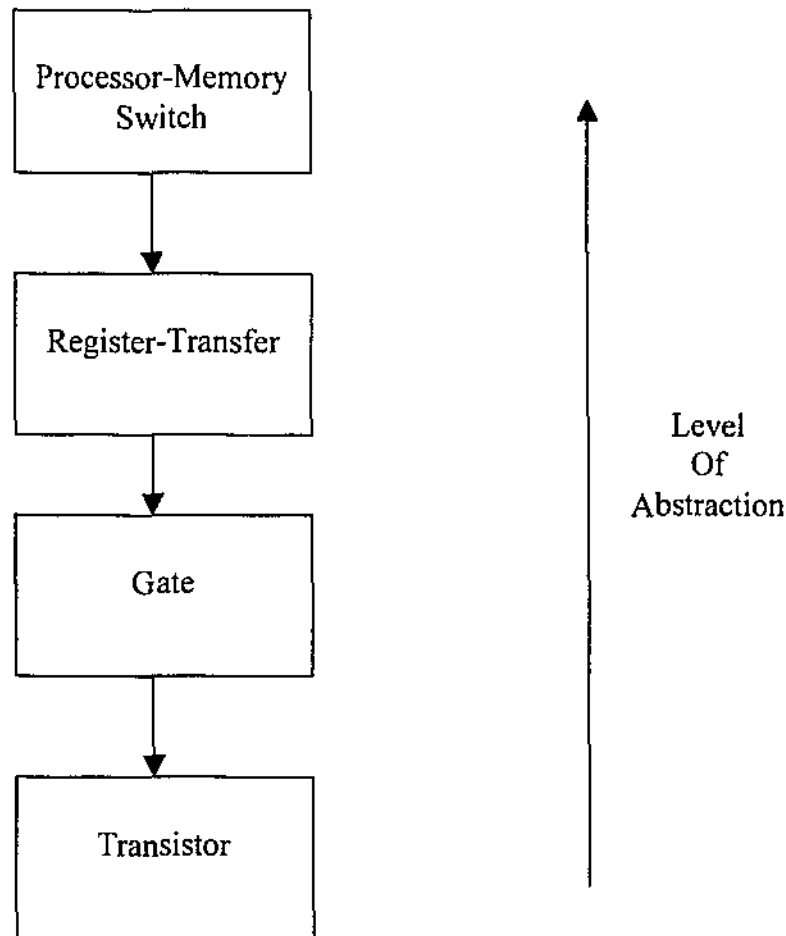 Processor-Memory
Switch
Register-Transfer
Gate
Transistor
Level
Of
Abstraction